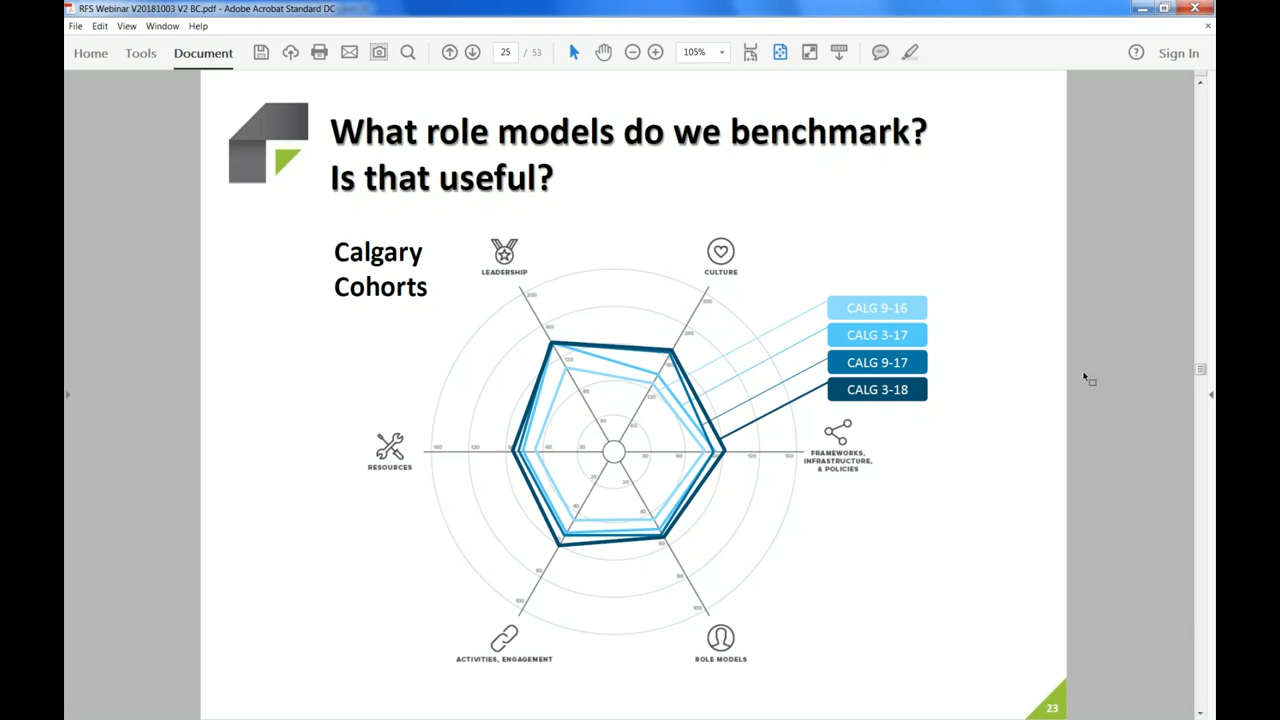 RFS Webinar V20181003 V2 BC.pdf - Adobe Acrobat Standard DC
File Edit View Window Help
Home Tools Document 25 / 53 105% Sign In
What role models do we benchmark?
Is that useful?
Calgary
Cohorts
LEADERSHIP
CULTURE
CALG 9-16
CALG 3-17
CALG 9-17
CALG 3-18
RESOURCES
FRAMEWORKS,
INFRASTRUCTURE,
& POLICIES
ACTIVITIES, ENGAGEMENT
ROLE MODELS
23